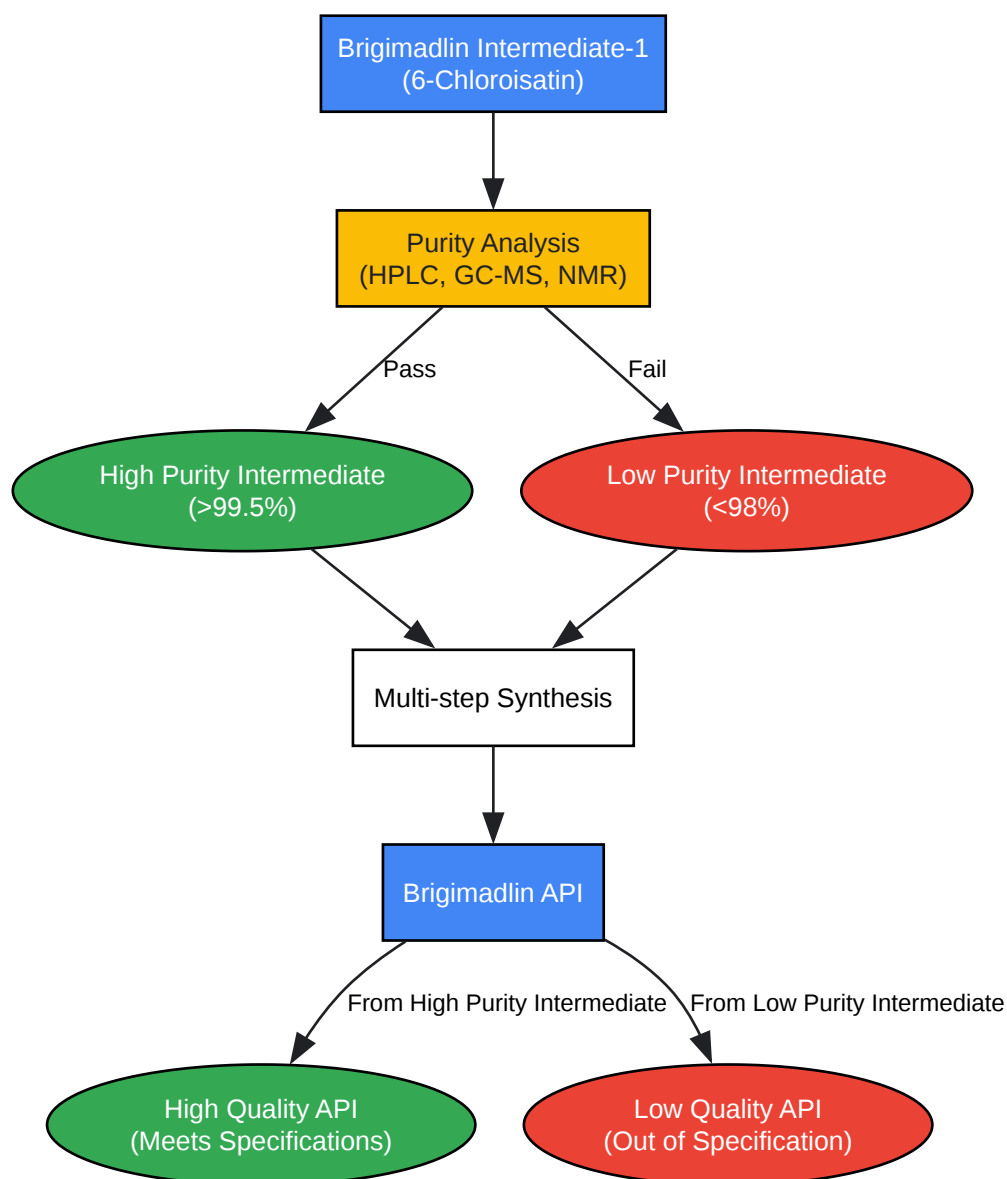 Brigimadlin Intermediate-1
(6-Chloroisatin)
Purity Analysis
(HPLC, GC-MS, NMR)
Pass
Fail
High Purity Intermediate
(>99.5%)
Low Purity Intermediate
(<98%)
Multi-step Synthesis
Brigimadlin API
From High Purity Intermediate
From Low Purity Intermediate
High Quality API
(Meets Specifications)
Low Quality API
(Out of Specification)